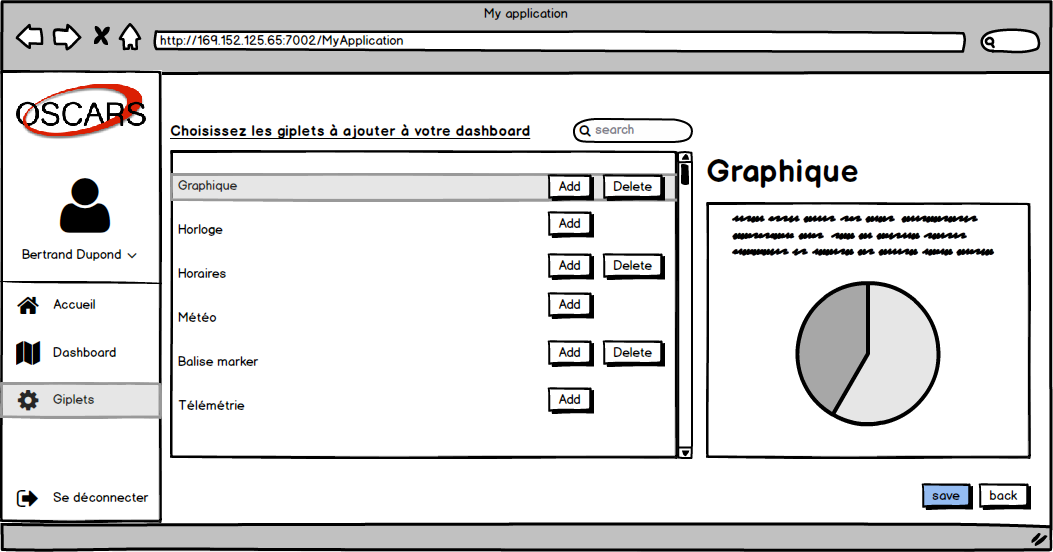 My application
http://169.152.125.65:7002/MyApplication
OSCARS
Bertrand Dupond
Accueil
Dashboard
Giplets
Se déconnecter
Choisissez les giplets à ajouter à votre dashboard
search
Graphique Add Delete
Horloge Add
Horaires Add Delete
Météo Add
Balise marker Add Delete
Télémétrie Add
Graphique
save back